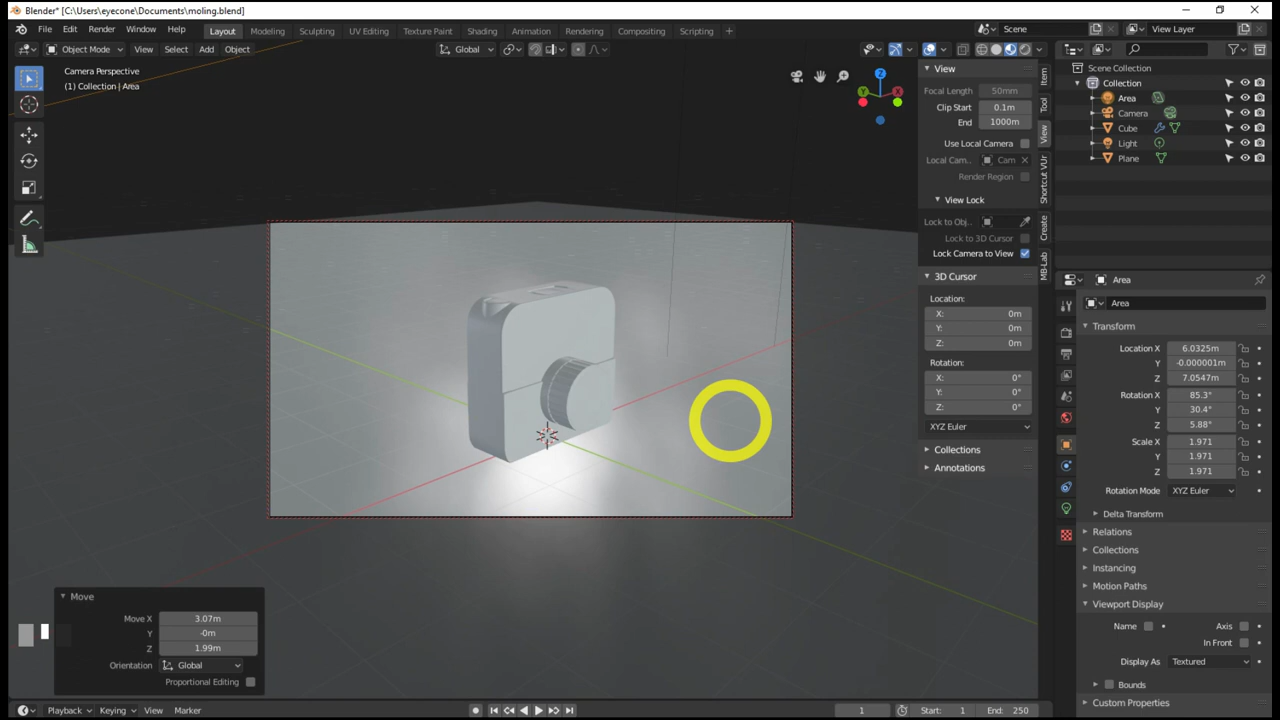 Blender* [C:\Users\eyecone\Documents\moling.blend]
File Edit Render Window Help Layout Modeling Sculpting UV Editing Texture Paint Shading Animation Rendering Compositing Scripting + Scene View Layer
Object Mode View Select Add Object Global
Camera Perspective
(1) Collection | Area
Z
Y
X
View
Focal Length 50mm
Clip Start 0.1m
End 1000m
Use Local Camera
Local Cam.. Cam
Render Region
View Lock
Lock to Obj..
Lock to 3D Cursor
Lock Camera to View
3D Cursor
Location:
X: 0m
Y: 0m
Z: 0m
Rotation:
X: 0°
Y: 0°
Z: 0°
XYZ Euler
Collections
Annotations
Item
Tool
View
Shortcut VUr
Create
MB-Lab
Scene Collection
Collection
Area
Camera
Cube
Light
Plane
Area
Area
Transform
Location X 6.0325m
Y -0.000001m
Z 7.0547m
Rotation X 85.3°
Y 30.4°
Z 5.88°
Scale X 1.971
Y 1.971
Z 1.971
Rotation Mode XYZ Euler
Delta Transform
Relations
Collections
Instancing
Motion Paths
Viewport Display
Name Axis
In Front
Display As Textured
Bounds
Custom Properties
Move
Move X 3.07m
Y -0m
Z 1.99m
Orientation Global
Proportional Editing
Playback Keying View Marker 1 Start: 1 End: 250